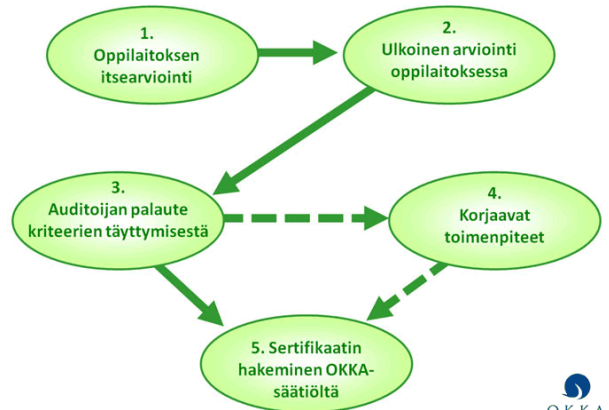 1.
Oppilaitoksen
itsearviointi
2.
Ulkoinen arviointi
oppilaitoksessa
3.
Auditoijan palaute
kriteerien täyttymisestä
4.
Korjaavat
toimenpiteet
5. Sertifikaatin
hakeminen OKKA-
säätiöltä
OKKA